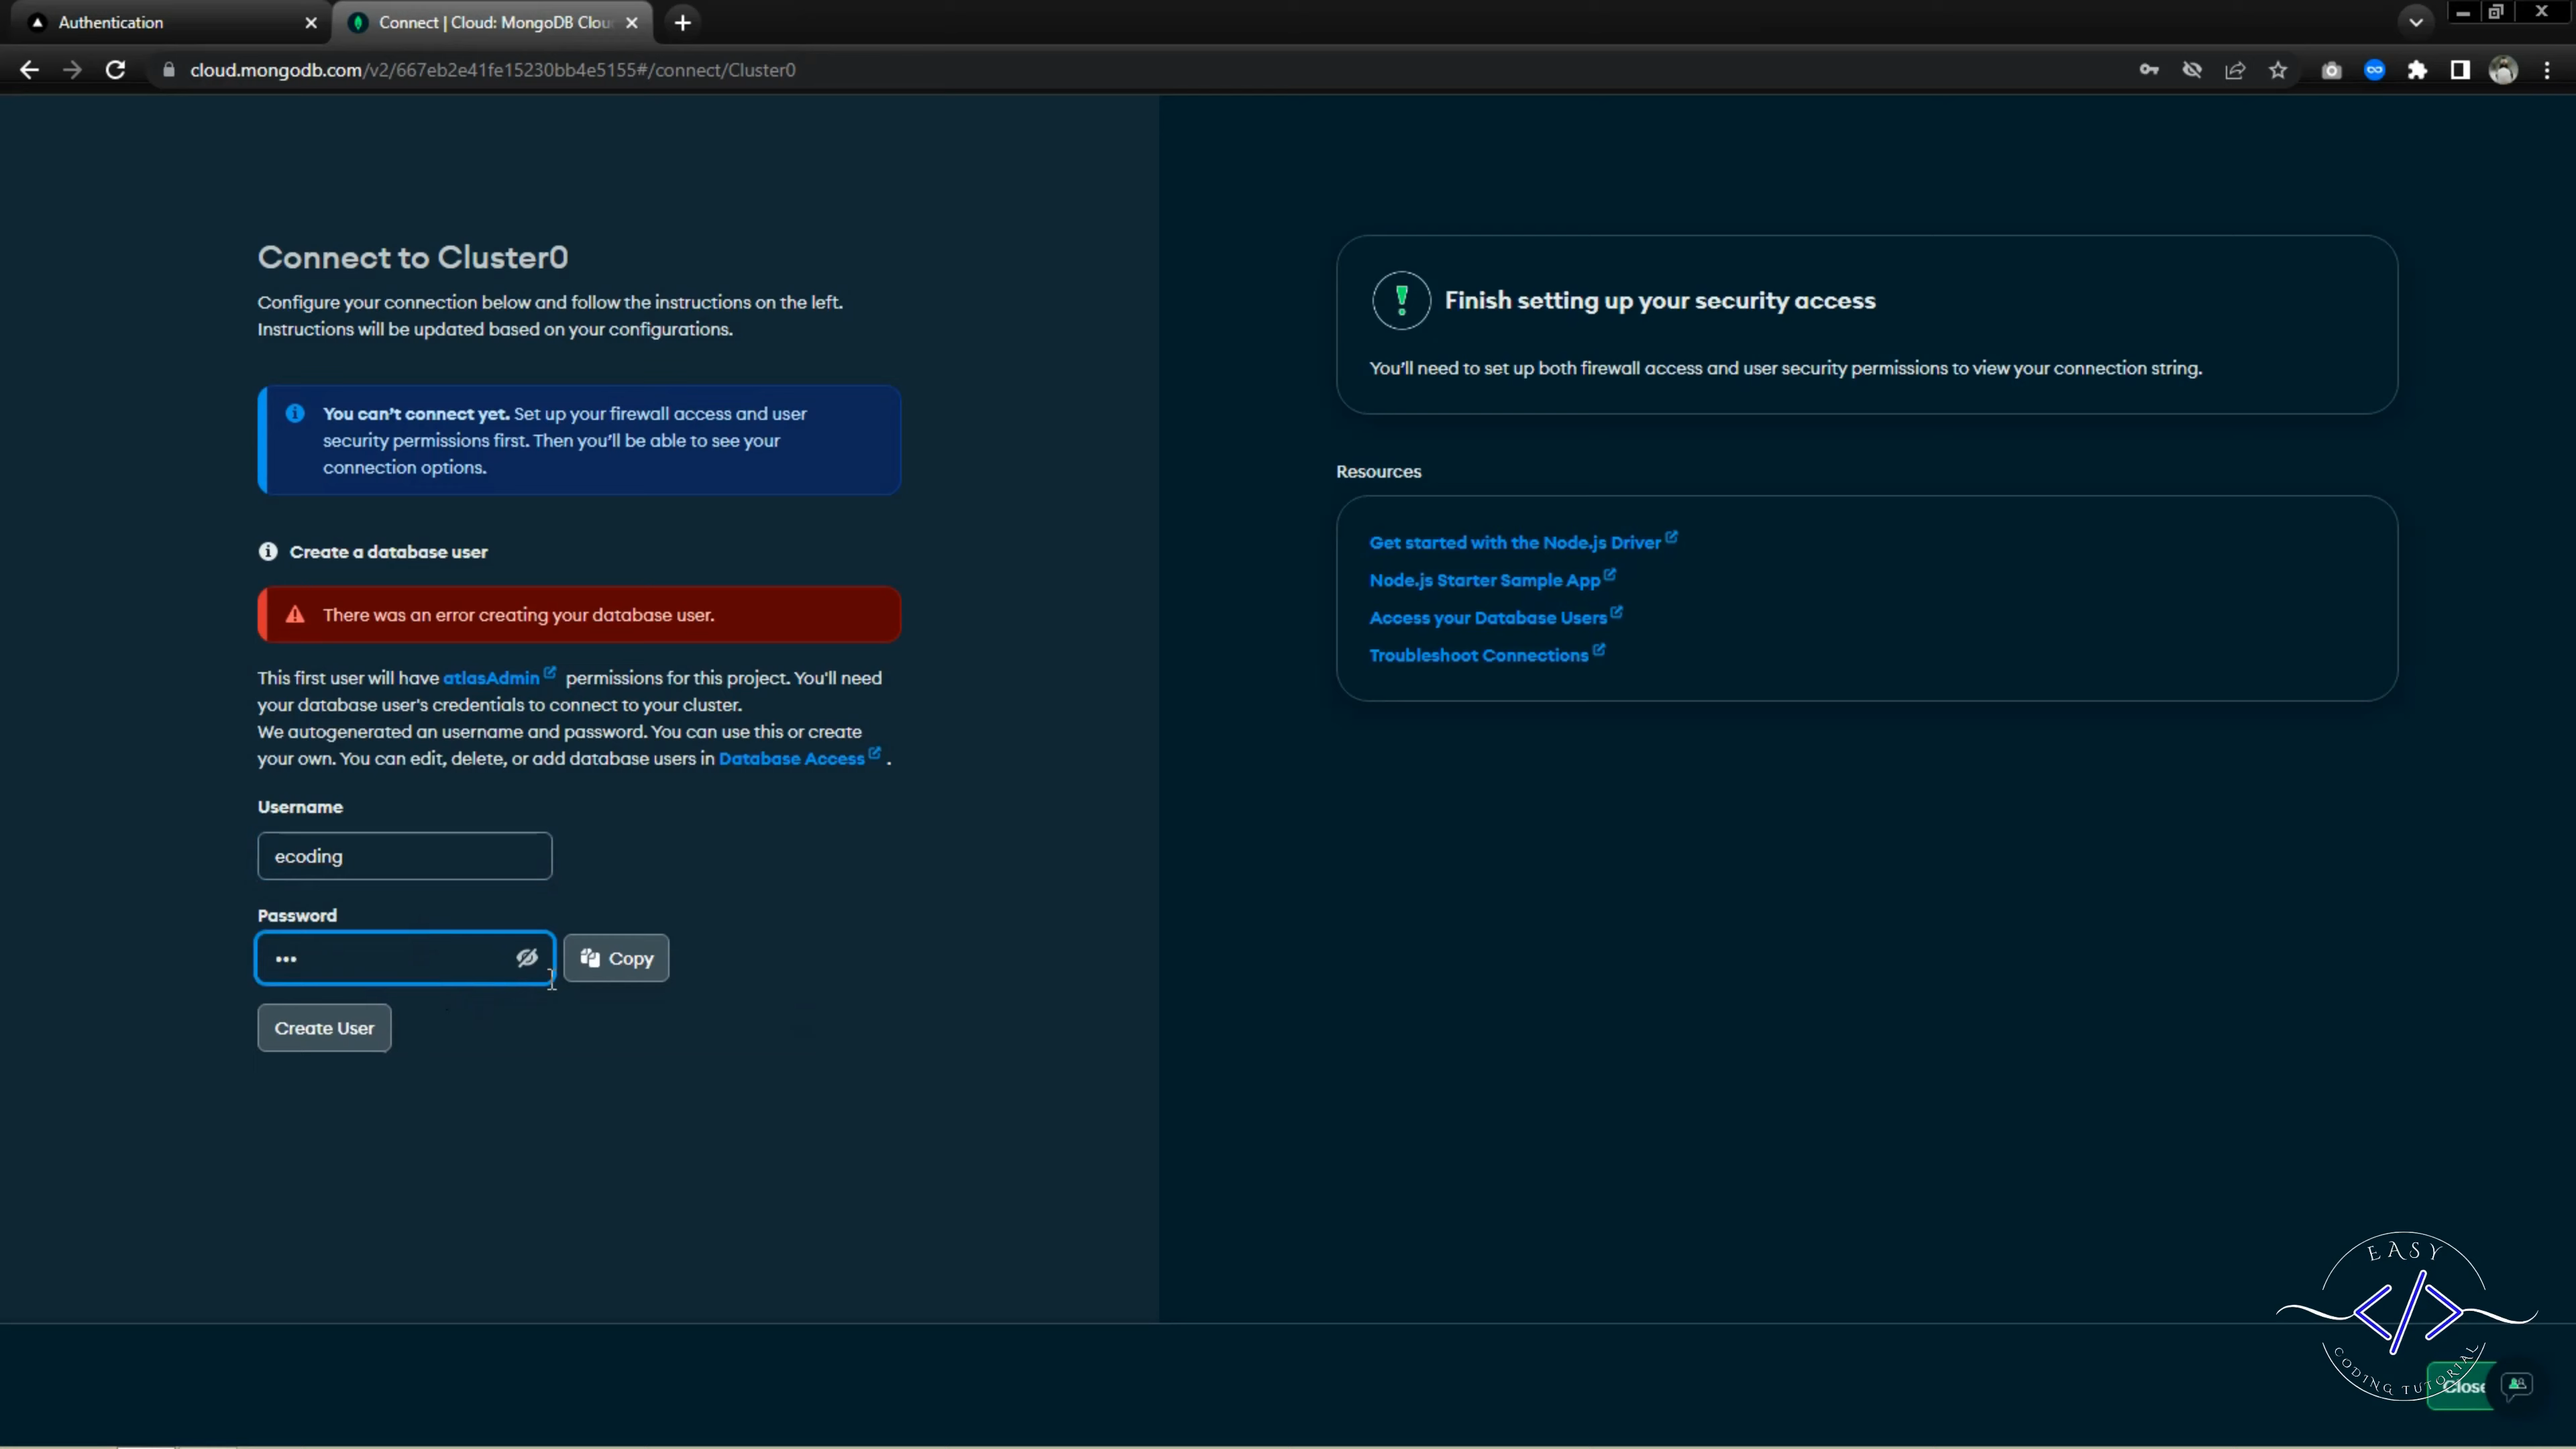 Authentication
Connect | Cloud: MongoDB Clou
cloud.mongodb.com/v2/667eb2e41fe15230bb4e5155#/connect/Cluster0
Connect to Cluster0
Configure your connection below and follow the instructions on the left.
Instructions will be updated based on your configurations.
You can't connect yet. Set up your firewall access and user
security permissions first. Then you'll be able to see your
connection options.
Create a database user
There was an error creating your database user.
This first user will have atlasAdmin permissions for this project. You'll need
your database user's credentials to connect to your cluster.
We autogenerated an username and password. You can use this or create
your own. You can edit, delete, or add database users in Database Access .
Username
ecoding
Password
•••
Copy
Create User
Finish setting up your security access
You'll need to set up both firewall access and user security permissions to view your connection string.
Resources
Get started with the Node.js Driver
Node.js Starter Sample App
Access your Database Users
Troubleshoot Connections
EASY
</>
CODING TUTORIAL
Close